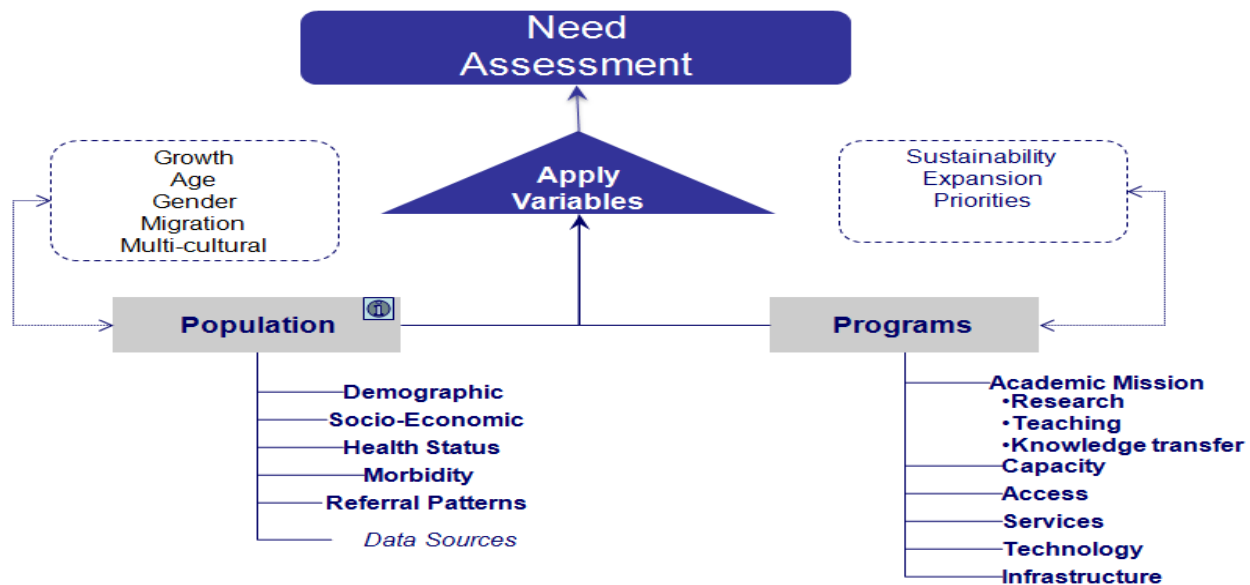 Need
Assessment
Growth
Age
Gender
Migration
Multi-cultural
Apply
Variables
Sustainability
Expansion
Priorities
Population
Programs
Demographic
Socio-Economic
Health Status
Morbidity
Referral Patterns
Data Sources
Academic Mission
•Research
•Teaching
•Knowledge transfer
Capacity
Access
Services
Technology
Infrastructure